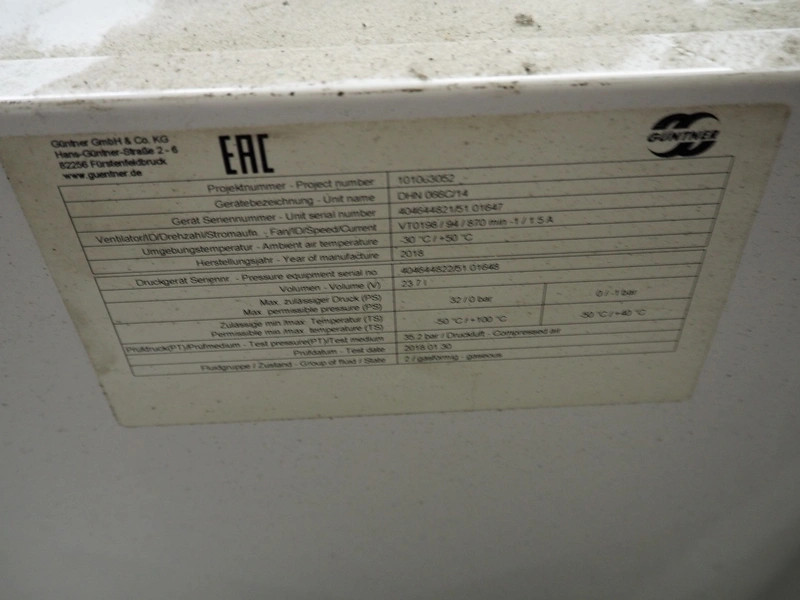 Güntner GmbH & Co. KG
Hans-Güntner-Straße 2 - 6
82256 Fürstenfeldbruck
www.guentner.de
EAC
GÜNTNER
Projektnummer - Project number
Gerätebezeichnung - Unit name DHN 066C/14
Gerät Seriennummer - Unit serial number 404644821/51 01647
Ventilator/ID/Drehzahl/Stromaufn. - Fan/ID/Speed/Current VT0198 / 94 / 870 min -1 / 1.5 A
Umgebungstemperatur - Ambient air temperature -30 °C / +50 °C
Herstellungsjahr - Year of manufacture 2018
Druckgerät Seriennr. - Pressure equipment serial no. 404644822/51 01648
Volumen - Volume (V) 23.7 l
Max. zulässiger Druck (PS)
Max. permissible pressure (PS) 32 / 0 bar 0 / -1 bar
Zulässige min./max. Temperatur (TS)
Permissible min./max. temperature (TS) -50 °C / +100 °C -50 °C / +40 °C
Prüfdruck(PT)/Prüfmedium - Test pressure(PT)/Test medium 35.2 bar / Druckluft - Compressed air
Prüfdatum - Test date 2018.01.30
Fluidgruppe / Zustand - Group of fluid / State 2 / gasförmig - gaseous